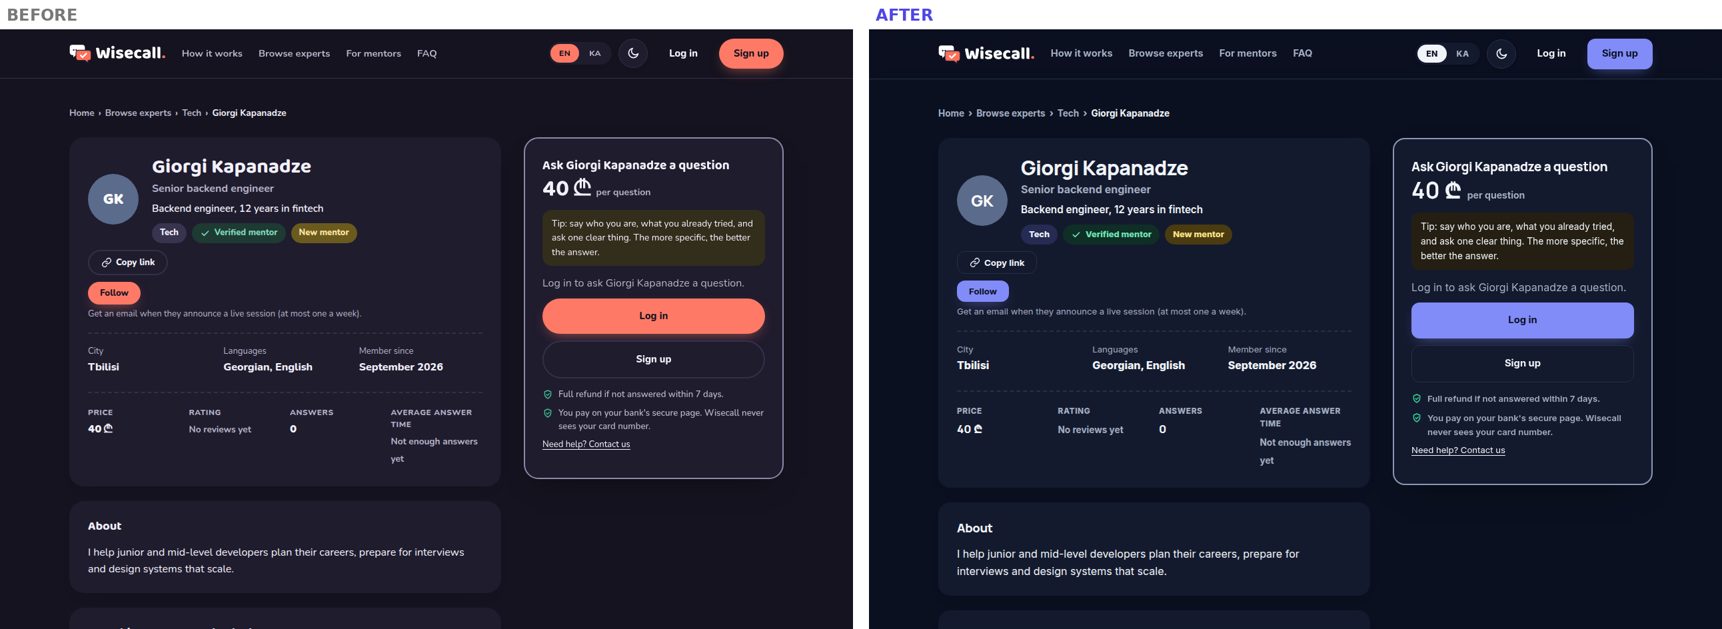 BEFORE
Wisecall.
How it works
Browse experts
For mentors
FAQ
EN
KA
Log in
Sign up
Home › Browse experts › Tech › Giorgi Kapanadze
GK
Giorgi Kapanadze
Senior backend engineer
Backend engineer, 12 years in fintech
Tech
Verified mentor
New mentor
Copy link
Follow
Get an email when they announce a live session (at most one a week).
City
Tbilisi
Languages
Georgian, English
Member since
September 2026
PRICE
40 ₾
RATING
No reviews yet
ANSWERS
0
AVERAGE ANSWER
TIME
Not enough answers
yet
Ask Giorgi Kapanadze a question
40 ₾ per question
Tip: say who you are, what you already tried, and
ask one clear thing. The more specific, the better
the answer.
Log in to ask Giorgi Kapanadze a question.
Log in
Sign up
Full refund if not answered within 7 days.
You pay on your bank's secure page. Wisecall never
sees your card number.
Need help? Contact us
About
I help junior and mid-level developers plan their careers, prepare for interviews
and design systems that scale.
AFTER
Wisecall.
How it works
Browse experts
For mentors
FAQ
EN
KA
Log in
Sign up
Home › Browse experts › Tech › Giorgi Kapanadze
GK
Giorgi Kapanadze
Senior backend engineer
Backend engineer, 12 years in fintech
Tech
Verified mentor
New mentor
Copy link
Follow
Get an email when they announce a live session (at most one a week).
City
Tbilisi
Languages
Georgian, English
Member since
September 2026
PRICE
40 ₾
RATING
No reviews yet
ANSWERS
0
AVERAGE ANSWER
TIME
Not enough answers
yet
Ask Giorgi Kapanadze a question
40 ₾ per question
Tip: say who you are, what you already tried,
and ask one clear thing. The more specific, the
better the answer.
Log in to ask Giorgi Kapanadze a question.
Log in
Sign up
Full refund if not answered within 7 days.
You pay on your bank's secure page. Wisecall
never sees your card number.
Need help? Contact us
About
I help junior and mid-level developers plan their careers, prepare for
interviews and design systems that scale.